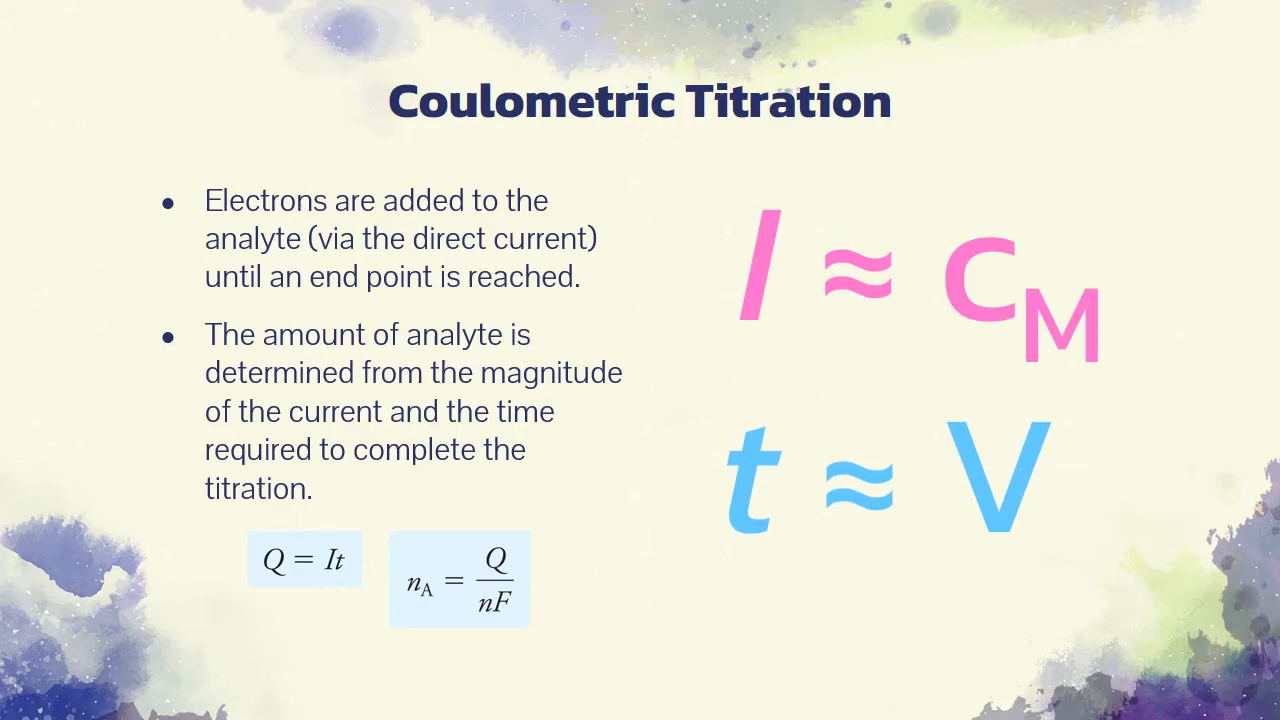 Coulometric Titration
● Electrons are added to the
analyte (via the direct current)
until an end point is reached.
● The amount of analyte is
determined from the magnitude
of the current and the time
required to complete the
titration.
Q = It
n_A = Q/nF
I ≈ c_M
t ≈ V